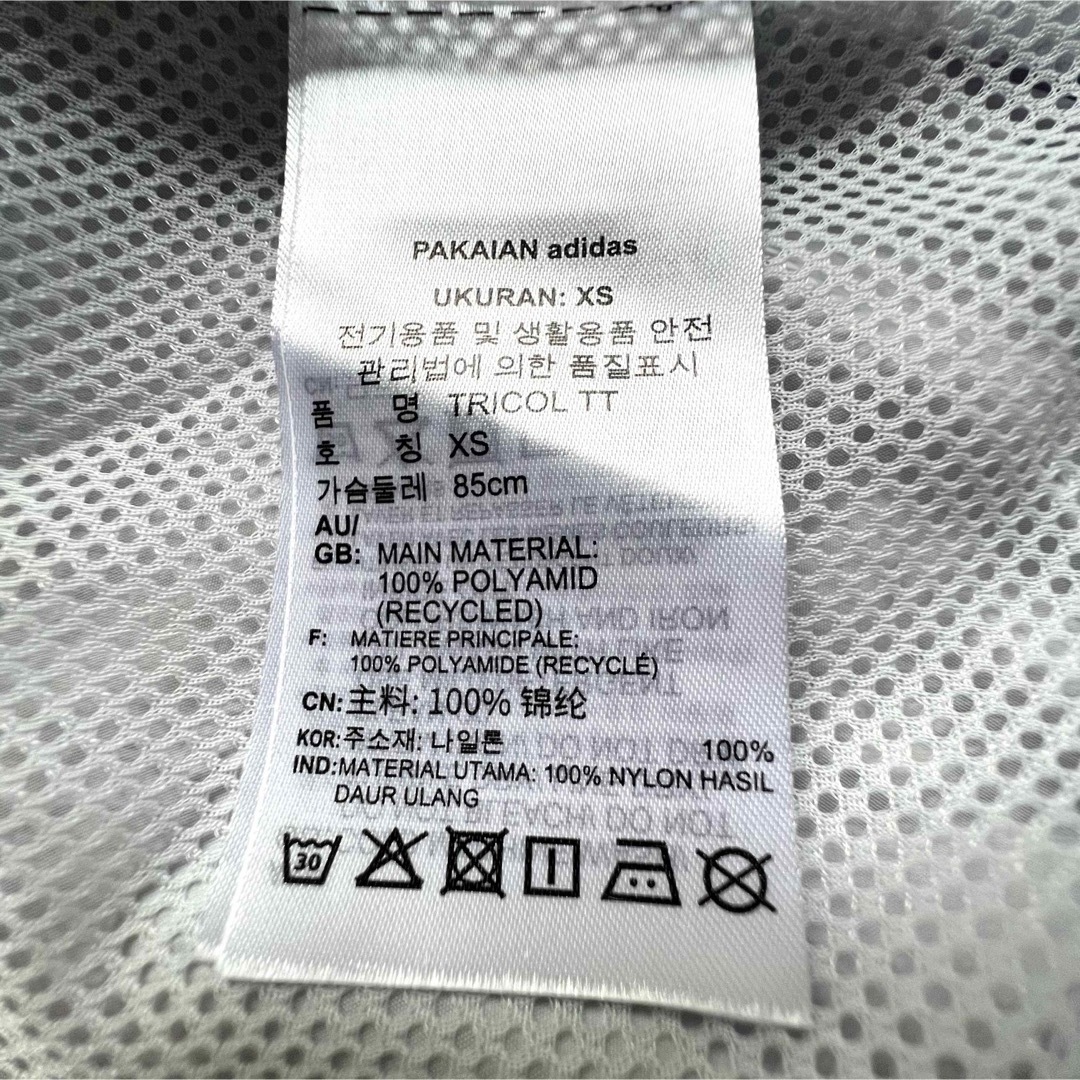 PAKAIAN adidas
UKURAN: XS
전기용품 및 생활용품 안전
관리법에 의한 품질표시
품 명 TRICOL TT
호 칭 XS
가슴둘레 85cm
AU/
GB: MAIN MATERIAL:
100% POLYAMID
(RECYCLED)
F: MATIERE PRINCIPALE:
100% POLYAMIDE (RECYCLÉ)
CN:主料: 100% 锦纶
KOR:주소재: 나일론 100%
IND:MATERIAL UTAMA: 100% NYLON HASIL
DAUR ULANG
30